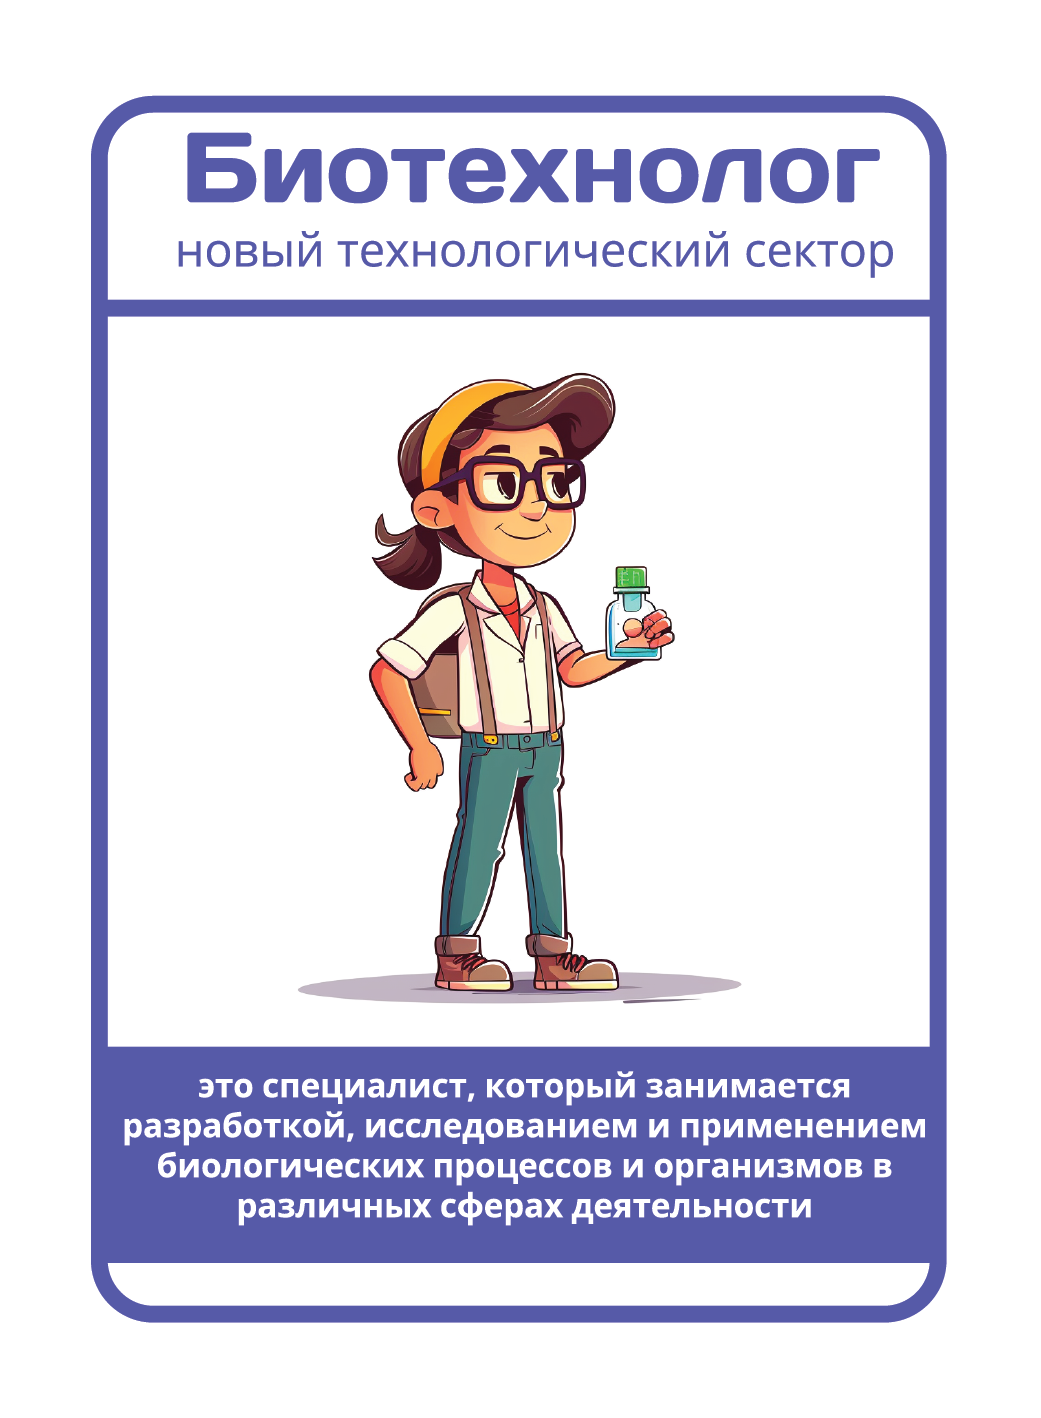 Биотехнолог
новый технологический сектор
это специалист, который занимается
разработкой, исследованием и применением
биологических процессов и организмов в
различных сферах деятельности